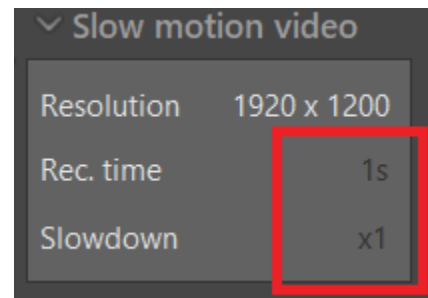 Slow motion video
Resolution 1920 x 1200
Rec. time 1s
Slowdown x1